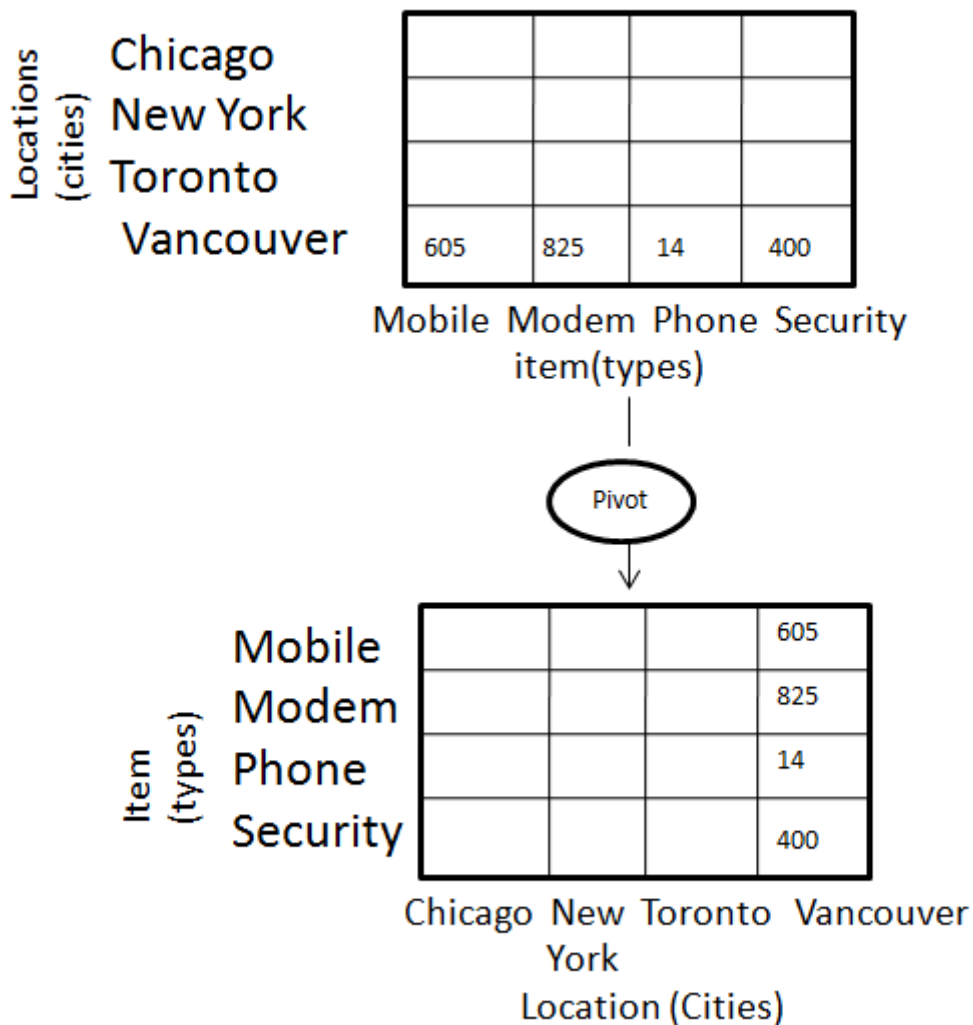 Locations
(cities)
Chicago
New York
Toronto
Vancouver
605 825 14 400
Mobile Modem Phone Security
item(types)
Pivot
Item
(types)
Mobile 605
Modem 825
Phone 14
Security 400
Chicago New Toronto Vancouver
York
Location (Cities)